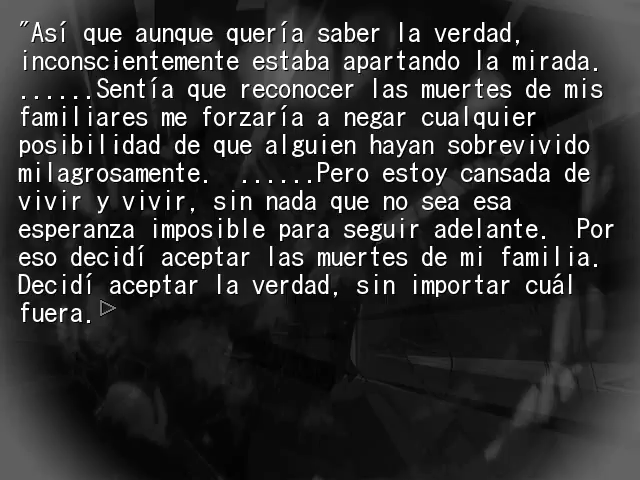 "Así que aunque quería saber la verdad,
inconscientemente estaba apartando la mirada.
......Sentía que reconocer las muertes de mis
familiares me forzaría a negar cualquier
posibilidad de que alguien hayan sobrevivido
milagrosamente.  ......Pero estoy cansada de
vivir y vivir, sin nada que no sea esa
esperanza imposible para seguir adelante.  Por
eso decidí aceptar las muertes de mi familia.
Decidí aceptar la verdad, sin importar cuál
fuera.